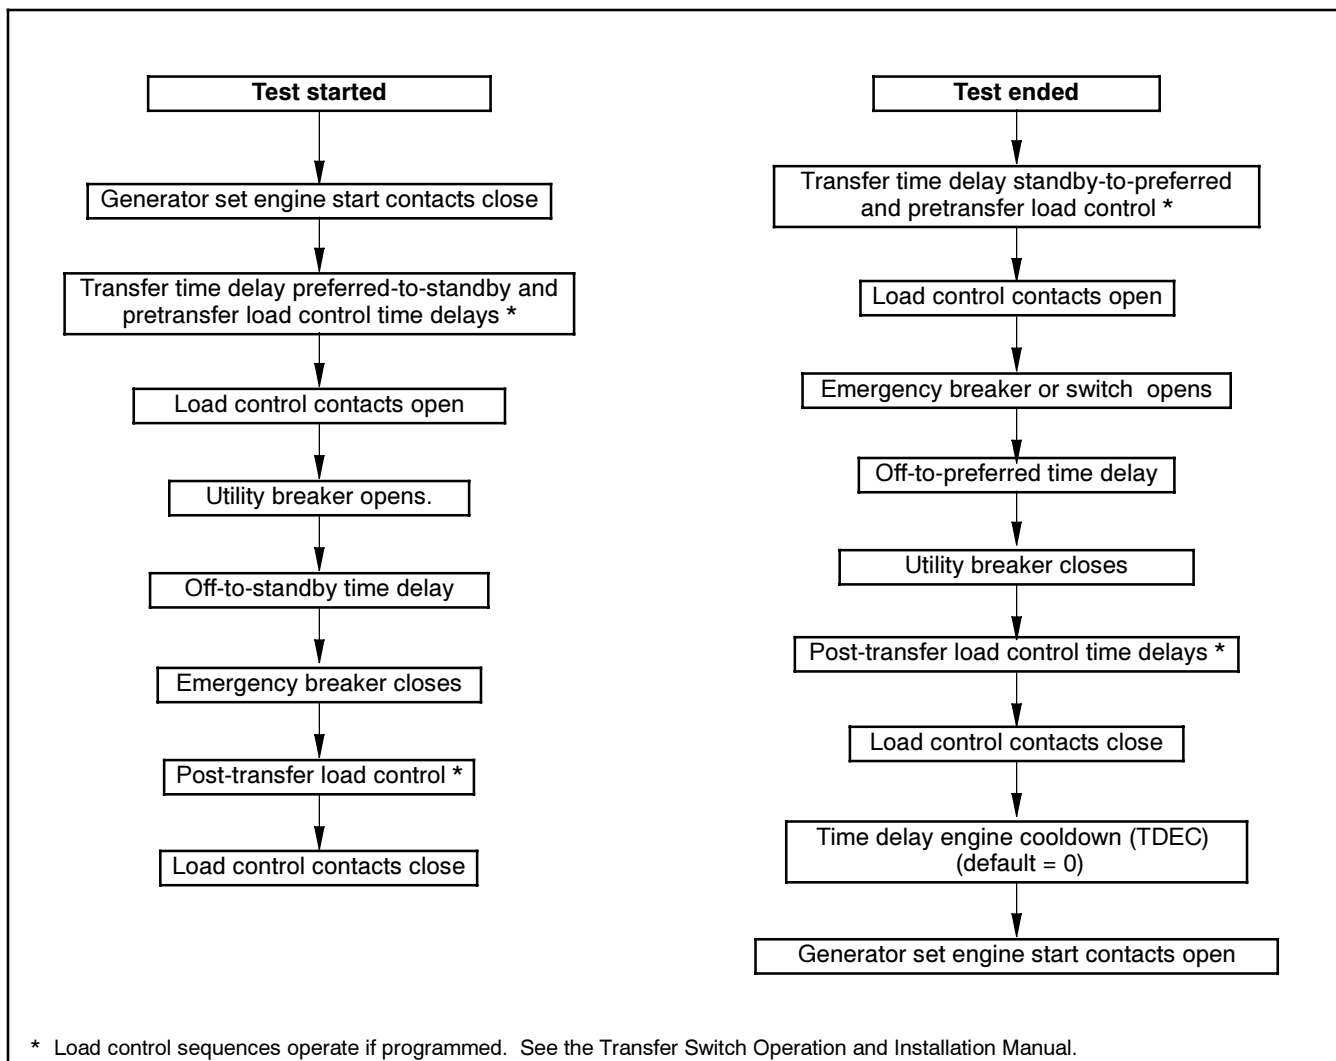 Test started
Generator set engine start contacts close
Transfer time delay preferred-to-standby and
pretransfer load control time delays *
Load control contacts open
Utility breaker opens.
Off-to-standby time delay
Emergency breaker closes
Post-transfer load control *
Load control contacts close
Test ended
Transfer time delay standby-to-preferred
and pretransfer load control *
Load control contacts open
Emergency breaker or switch  opens
Off-to-preferred time delay
Utility breaker closes
Post-transfer load control time delays *
Load control contacts close
Time delay engine cooldown (TDEC)
(default = 0)
Generator set engine start contacts open
* Load control sequences operate if programmed.  See the Transfer Switch Operation and Installation Manual.